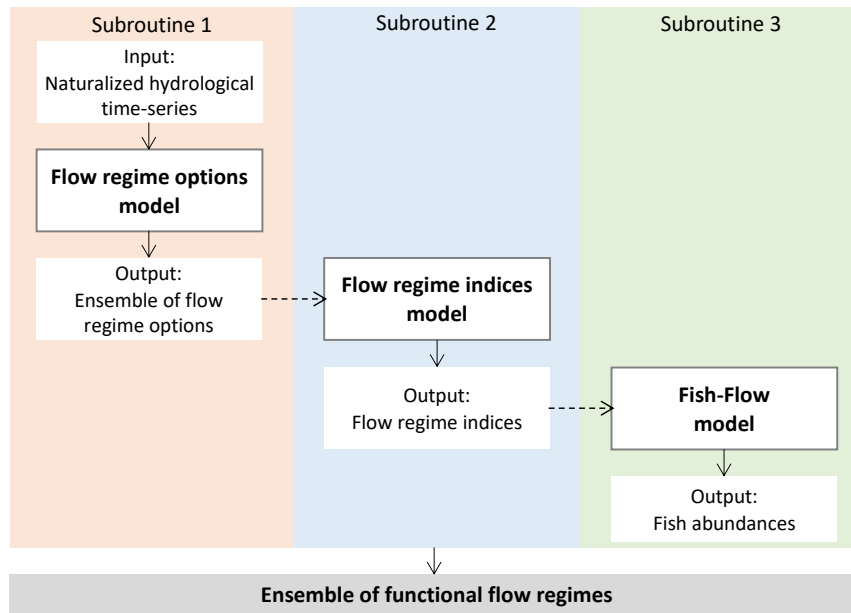 Subroutine 1
Subroutine 2
Subroutine 3
Input:
Naturalized hydrological
time-series
Flow regime options
model
Output:
Ensemble of flow
regime options
Flow regime indices
model
Output:
Flow regime indices
Fish-Flow
model
Output:
Fish abundances
Ensemble of functional flow regimes